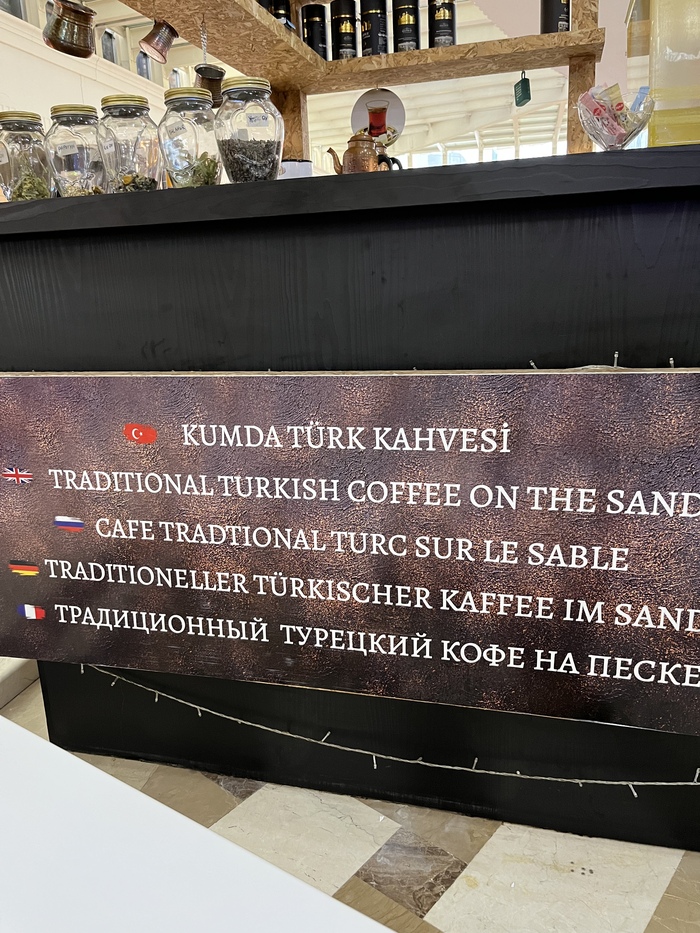 KUMDA TÜRK KAHVESİ
TRADITIONAL TURKISH COFFEE ON THE SAND
CAFE TRADTIONAL TURC SUR LE SABLE
TRADITIONELLER TÜRKISCHER KAFFEE IM SAND
ТРАДИЦИОННЫЙ ТУРЕЦКИЙ КОФЕ НА ПЕСКЕ